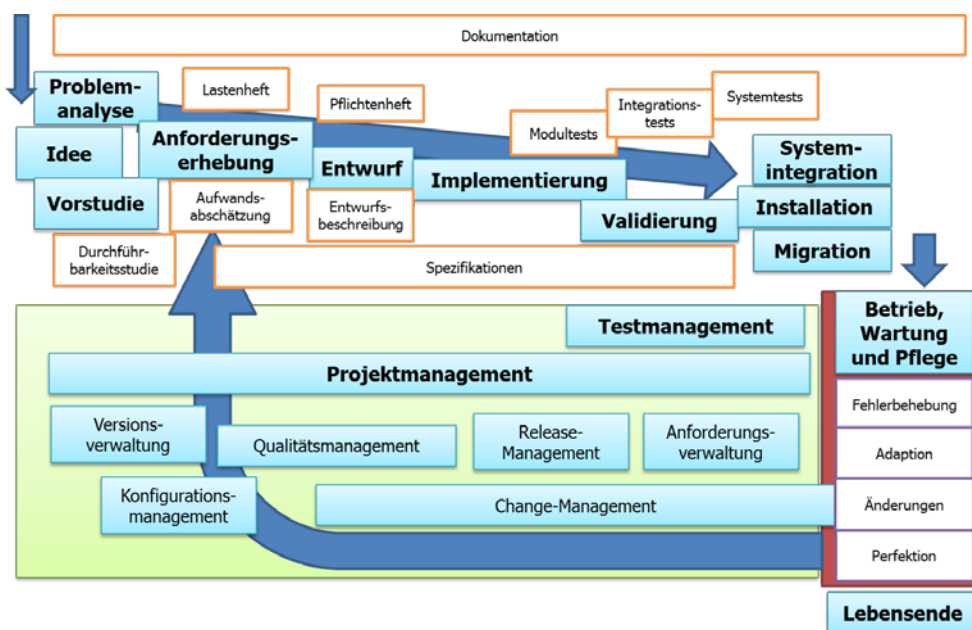 Dokumentation
Problem-
analyse
Lastenheft
Pflichtenheft
Modultests
Integrations-
tests
Systemtests
Idee
Anforderungs-
erhebung
Entwurf
Implementierung
System-
integration
Vorstudie
Aufwands-
abschätzung
Entwurfs-
beschreibung
Validierung
Installation
Durchführ-
barkeitsstudie
Spezifikationen
Migration
Testmanagement
Projektmanagement
Versions-
verwaltung
Qualitätsmanagement
Release-
Management
Anforderungs-
verwaltung
Konfigurations-
management
Change-Management
Betrieb,
Wartung
und Pflege
Fehlerbehebung
Adaption
Änderungen
Perfektion
Lebensende